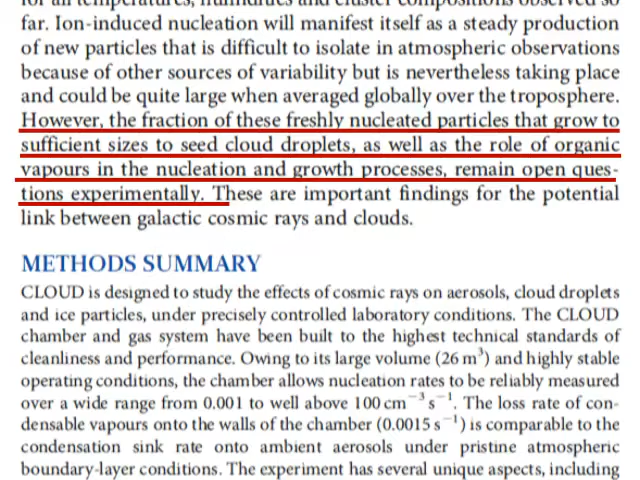 for all temperatures, humidities and cluster compositions observed so
far. Ion-induced nucleation will manifest itself as a steady production
of new particles that is difficult to isolate in atmospheric observations
because of other sources of variability but is nevertheless taking place
and could be quite large when averaged globally over the troposphere.
However, the fraction of these freshly nucleated particles that grow to
sufficient sizes to seed cloud droplets, as well as the role of organic
vapours in the nucleation and growth processes, remain open ques-
tions experimentally. These are important findings for the potential
link between galactic cosmic rays and clouds.
METHODS SUMMARY
CLOUD is designed to study the effects of cosmic rays on aerosols, cloud droplets
and ice particles, under precisely controlled laboratory conditions. The CLOUD
chamber and gas system have been built to the highest technical standards of
cleanliness and performance. Owing to its large volume (26 m³) and highly stable
operating conditions, the chamber allows nucleation rates to be reliably measured
over a wide range from 0.001 to well above 100 cm⁻³ s⁻¹. The loss rate of con-
densable vapours onto the walls of the chamber (0.0015 s⁻¹) is comparable to the
condensation sink rate onto ambient aerosols under pristine atmospheric
boundary-layer conditions. The experiment has several unique aspects, including